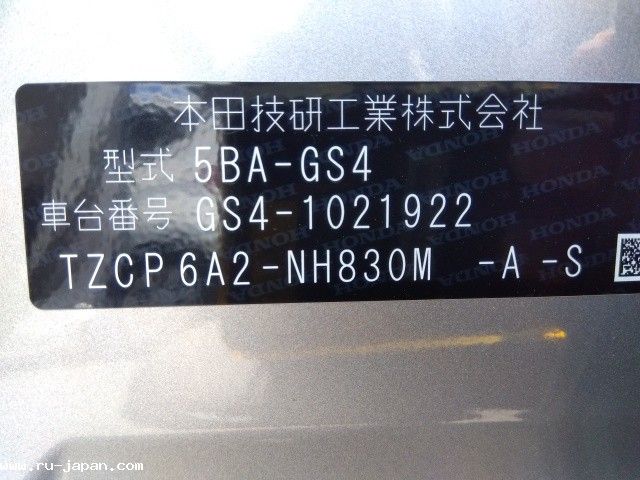 本田技研工業株式会社
型式 5BA-GS4
車台番号 GS4-1021922
TZCP6A2-NH830M -A -S
www.ru-japan.com